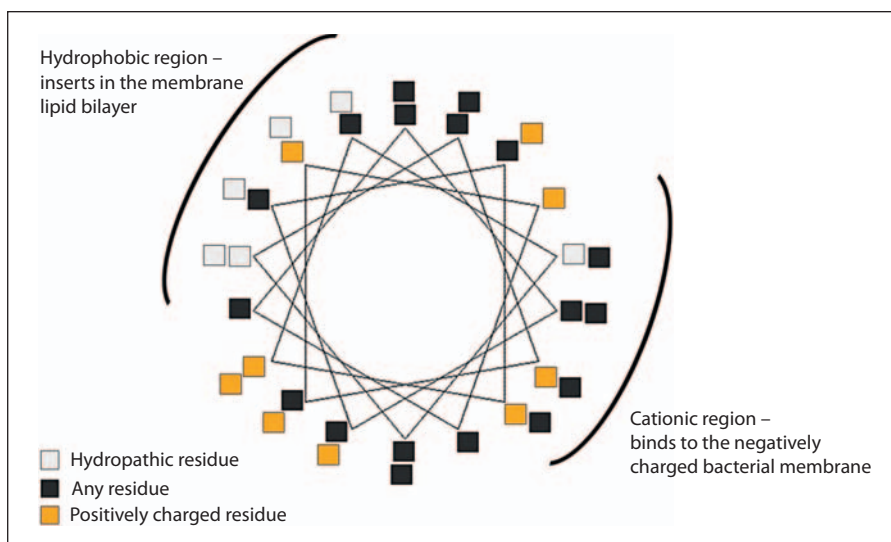 Hydrophobic region –
inserts in the membrane
lipid bilayer
Cationic region –
binds to the negatively
charged bacterial membrane
Hydropathic residue
Any residue
Positively charged residue